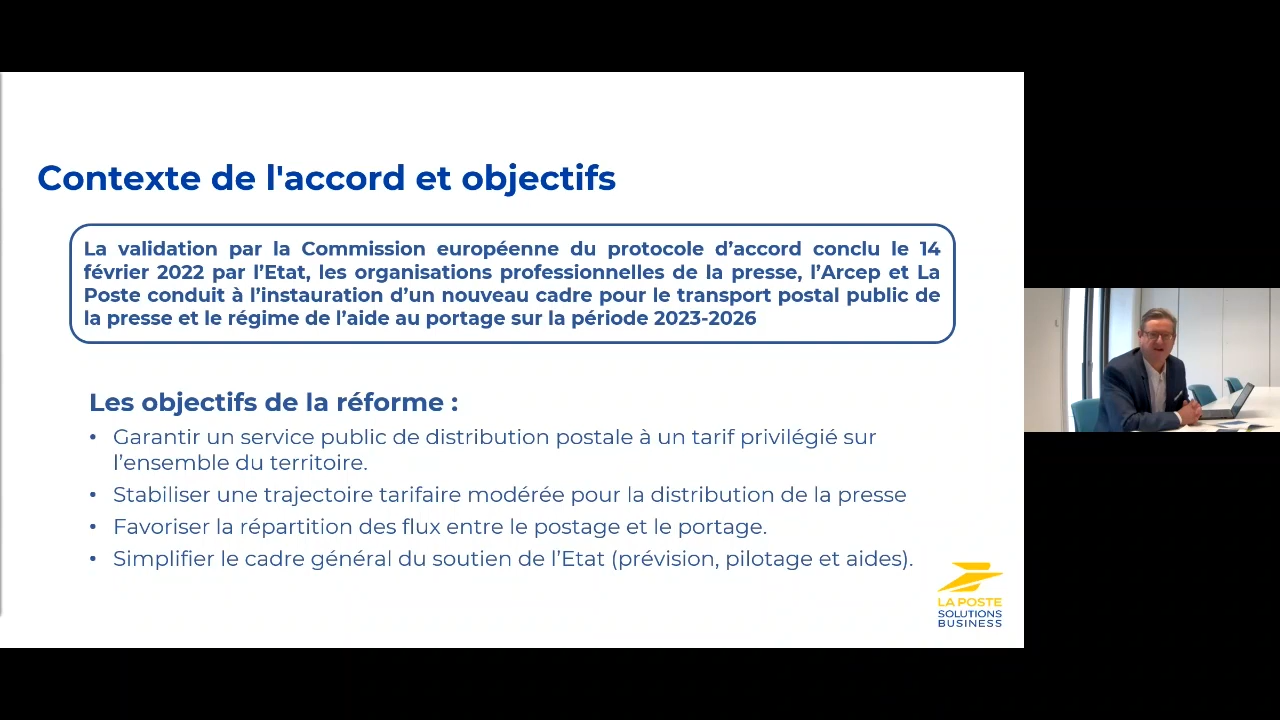 Contexte de l'accord et objectifs
La validation par la Commission européenne du protocole d’accord conclu le 14
février 2022 par l’Etat, les organisations professionnelles de la presse, l’Arcep et La
Poste conduit à l’instauration d’un nouveau cadre pour le transport postal public de
la presse et le régime de l’aide au portage sur la période 2023-2026
Les objectifs de la réforme :
• Garantir un service public de distribution postale à un tarif privilégié sur
l’ensemble du territoire.
• Stabiliser une trajectoire tarifaire modérée pour la distribution de la presse
• Favoriser la répartition des flux entre le postage et le portage.
• Simplifier le cadre général du soutien de l’Etat (prévision, pilotage et aides).
LA POSTE
SOLUTIONS
BUSINESS